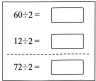 60÷2 =
12÷2 =
72÷2 =